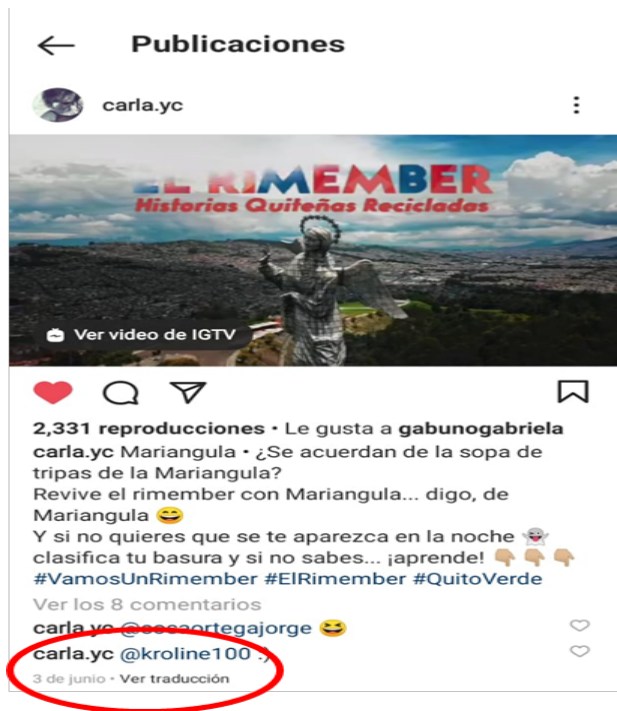 Publicaciones
carla.yc
EL RIMEMBER
Historias Quiteñas Recicladas
Ver video de IGTV
2,331 reproducciones • Le gusta a gabunogabriela
carla.yc Mariangula • ¿Se acuerdan de la sopa de
tripas de la Mariangula?
Revive el rimember con Mariangula... digo, de
Mariangula 😄
Y si no quieres que se te aparezca en la noche 👻
clasifica tu basura y si no sabes... ¡aprende! 👇🏼👇🏼👇🏼
#VamosUnRimember #ElRimember #QuitoVerde
Ver los 8 comentarios
carla.yc @cocaortegajorge 😆
carla.yc @kroline100 :)
3 de junio • Ver traducción